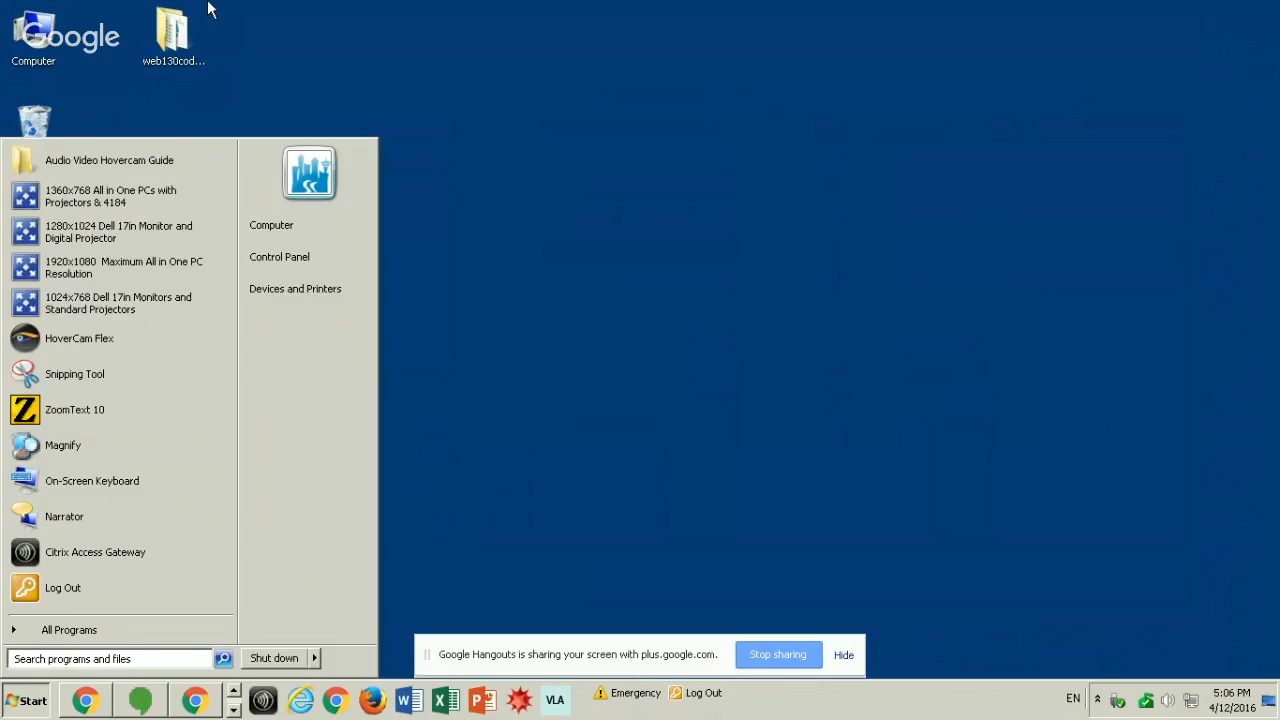 Google
Computer
web130cod...
Audio Video Hovercam Guide
1360x768 All in One PCs with
Projectors & 4184
1280x1024 Dell 17in Monitor and
Digital Projector
1920x1080 Maximum All in One PC
Resolution
1024x768 Dell 17in Monitors and
Standard Projectors
HoverCam Flex
Snipping Tool
ZoomText 10
Magnify
On-Screen Keyboard
Narrator
Citrix Access Gateway
Log Out
All Programs
Search programs and files
Computer
Control Panel
Devices and Printers
Shut down
Google Hangouts is sharing your screen with plus.google.com.
Stop sharing
Hide
Start
VLA
Emergency
Log Out
EN
5:06 PM
4/12/2016